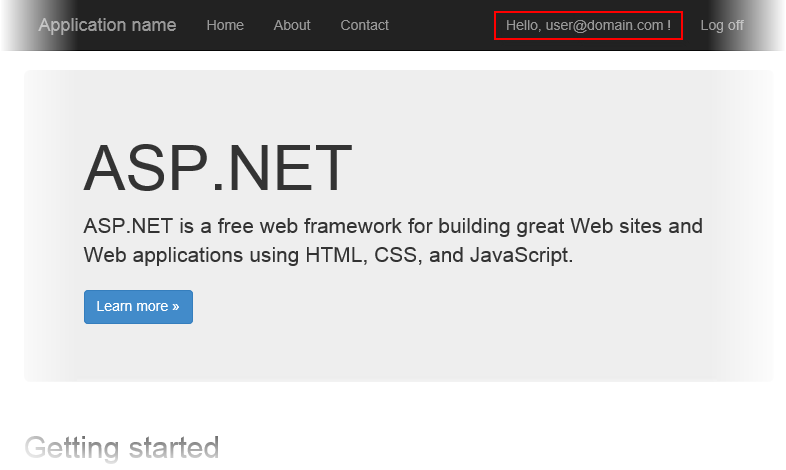 Application name Home About Contact Hello, user@domain.com ! Log off
ASP.NET
ASP.NET is a free web framework for building great Web sites and
Web applications using HTML, CSS, and JavaScript.
Learn more »
Getting started